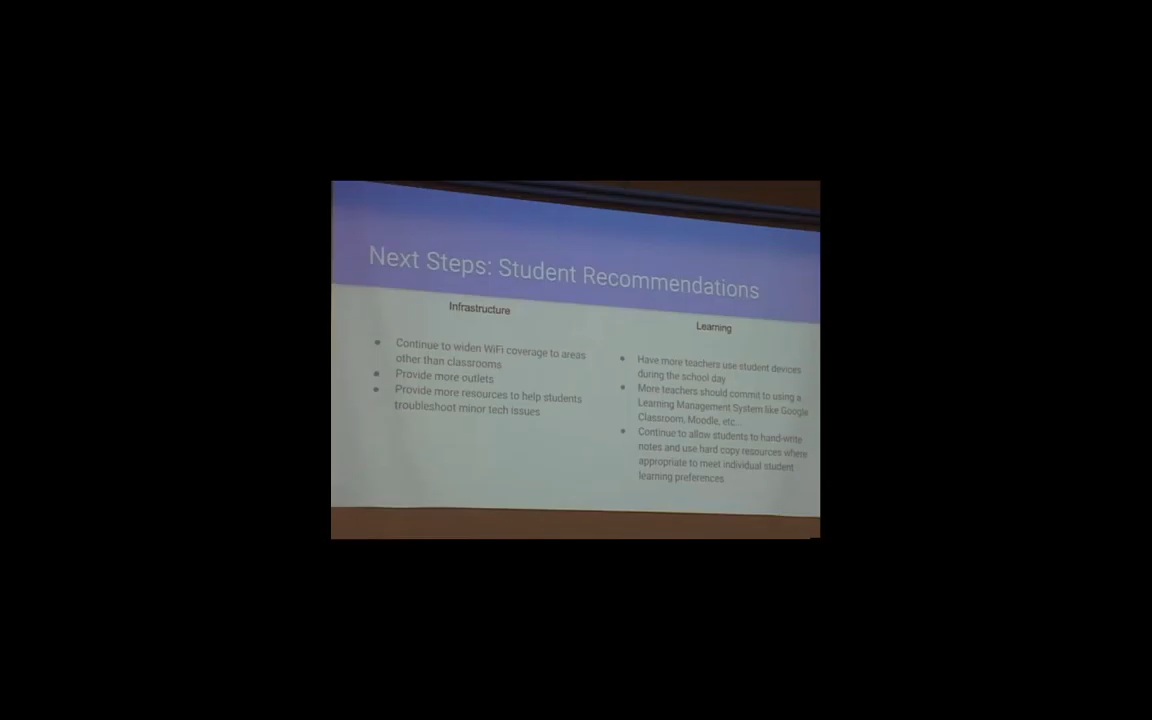 Next Steps: Student Recommendations
Infrastructure
● Continue to widen WiFi coverage to areas
other than classrooms
● Provide more outlets
● Provide more resources to help students
troubleshoot minor tech issues
Learning
● Have more teachers use student devices
during the school day
● More teachers should commit to using a
Learning Management System like Google
Classroom, Moodle, etc...
● Continue to allow students to hand-write
notes and use hard copy resources where
appropriate to meet individual student
learning preferences